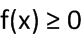 f(x) ≥ 0